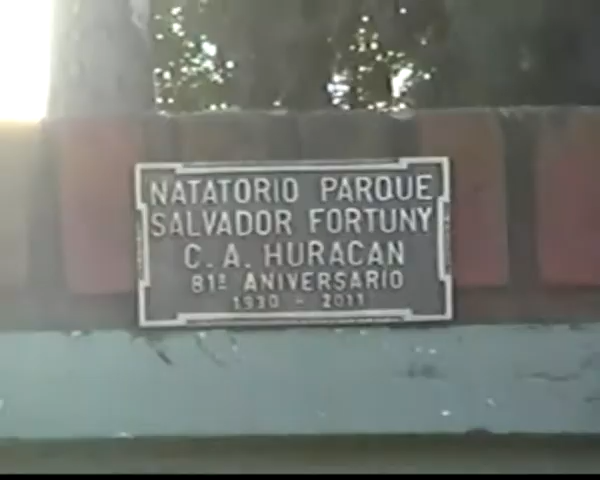 NATATORIO PARQUE
SALVADOR FORTUNY
C. A. HURACAN
81º ANIVERSARIO
1930 - 2011